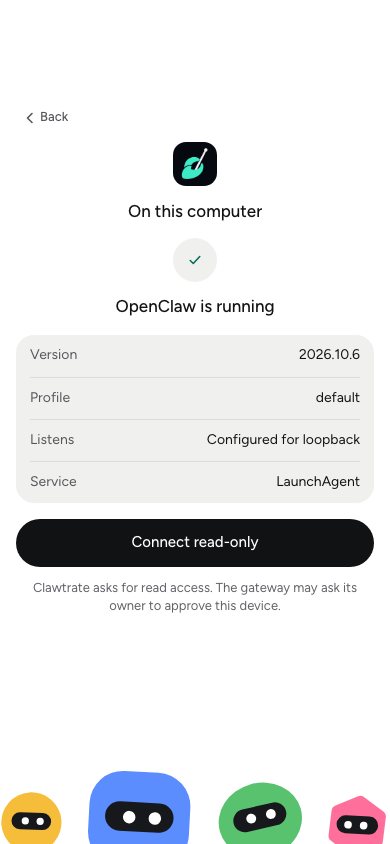 Back
On this computer
OpenClaw is running
Version 2026.10.6
Profile default
Listens Configured for loopback
Service LaunchAgent
Connect read-only
Clawtrate asks for read access. The gateway may ask its
owner to approve this device.